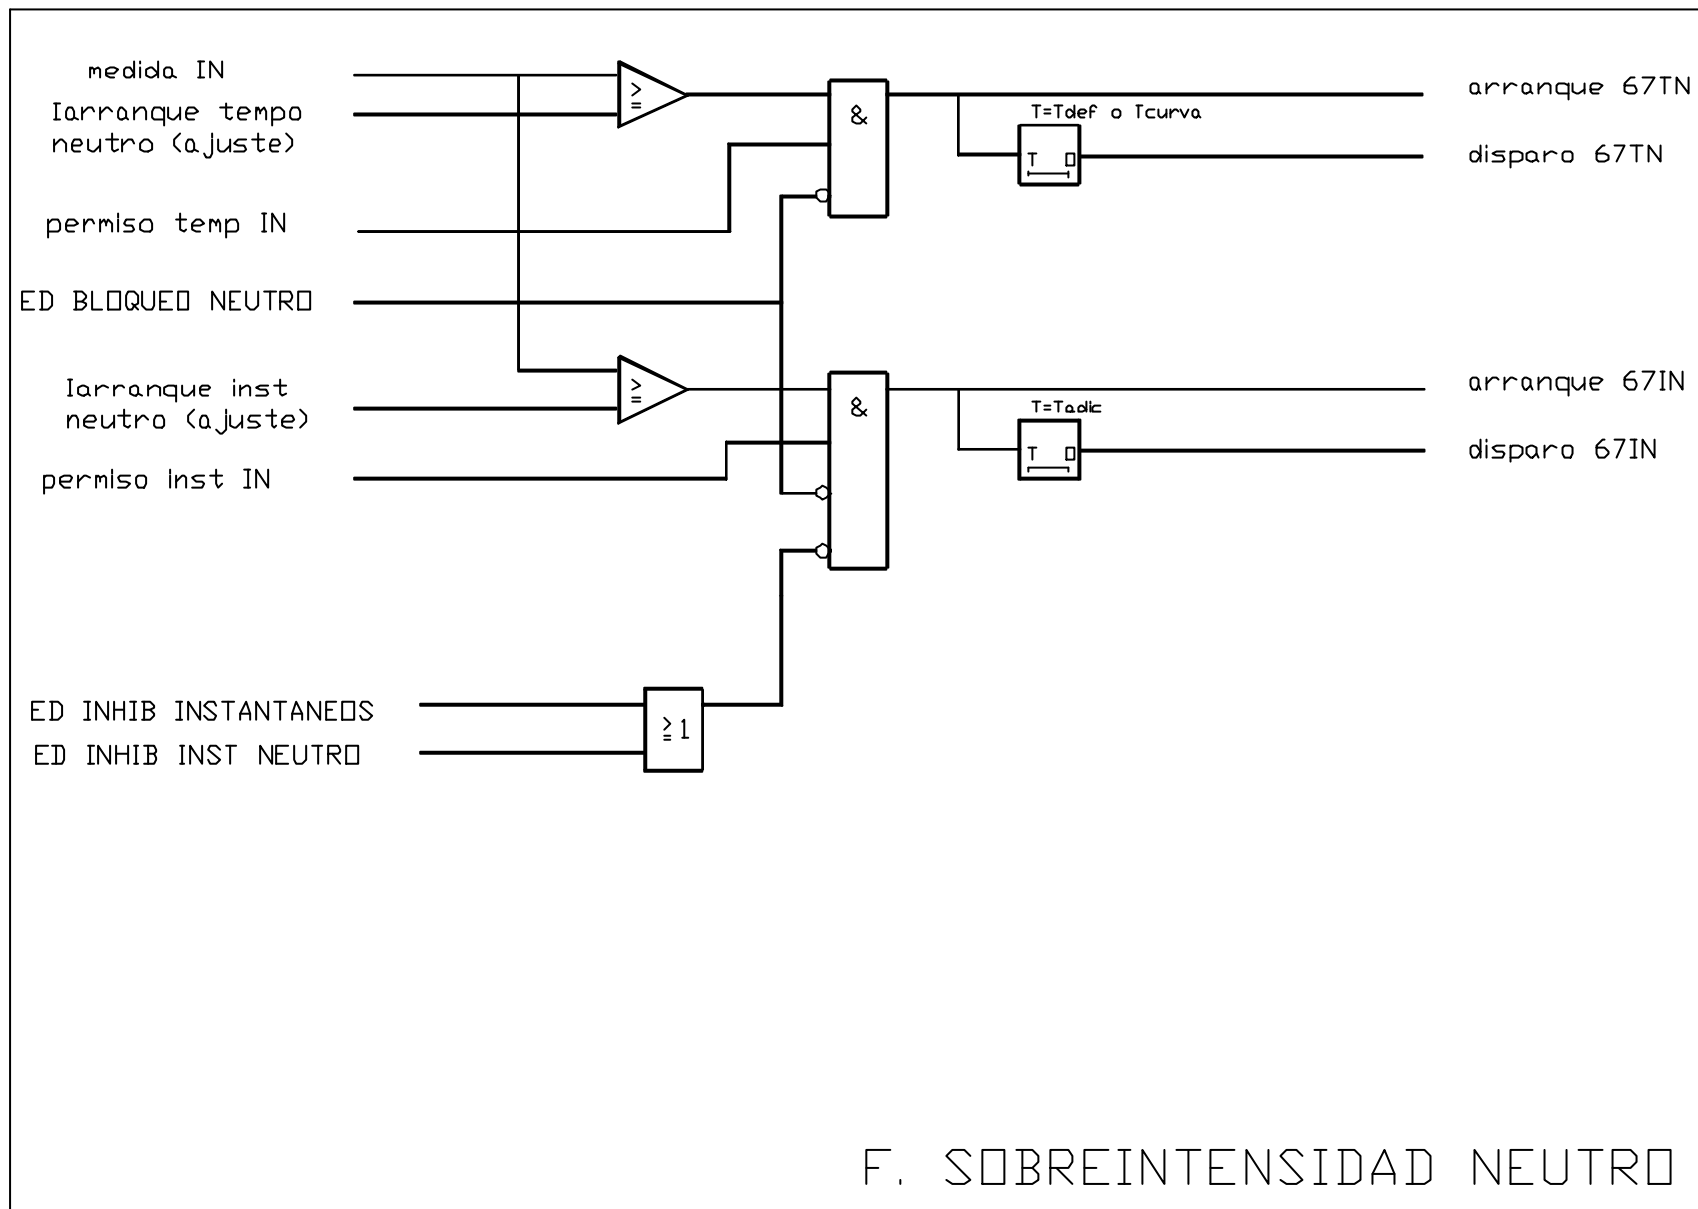 medida IN
Iarranque tempo
neutro (ajuste)
permiso temp IN
ED BLOQUEO NEUTRO
Iarranque inst
neutro (ajuste)
permiso inst IN
ED INHIB INSTANTANEOS
ED INHIB INST NEUTRO
>
=
&
T=Tdef o Tcurva
T 0
arranque 67TN
disparo 67TN
>
=
&
T=Tadic
T 0
arranque 67IN
disparo 67IN
≥1
F. SOBREINTENSIDAD NEUTRO